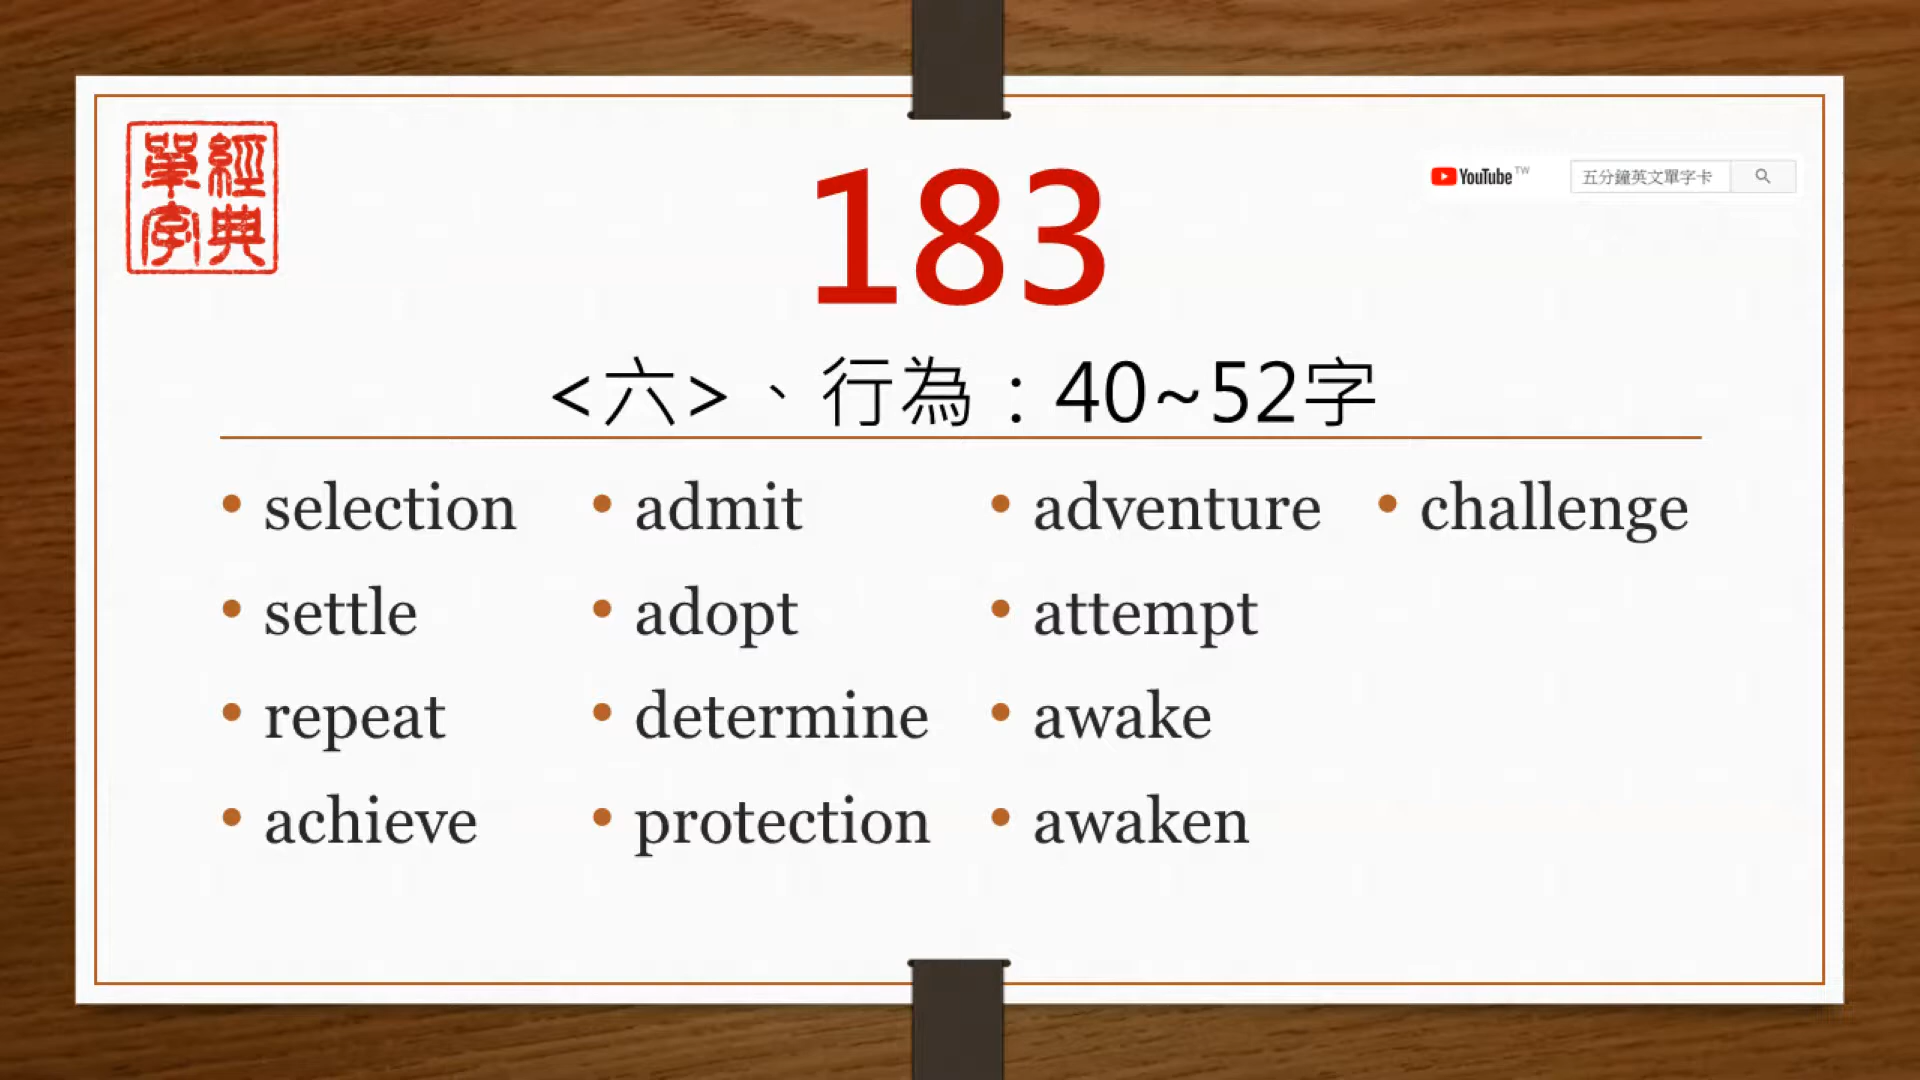 經典單字
YouTube TW
五分鐘英文單字卡
183
<六>、行為：40~52字
• selection
• settle
• repeat
• achieve
• admit
• adopt
• determine
• protection
• adventure
• attempt
• awake
• awaken
• challenge